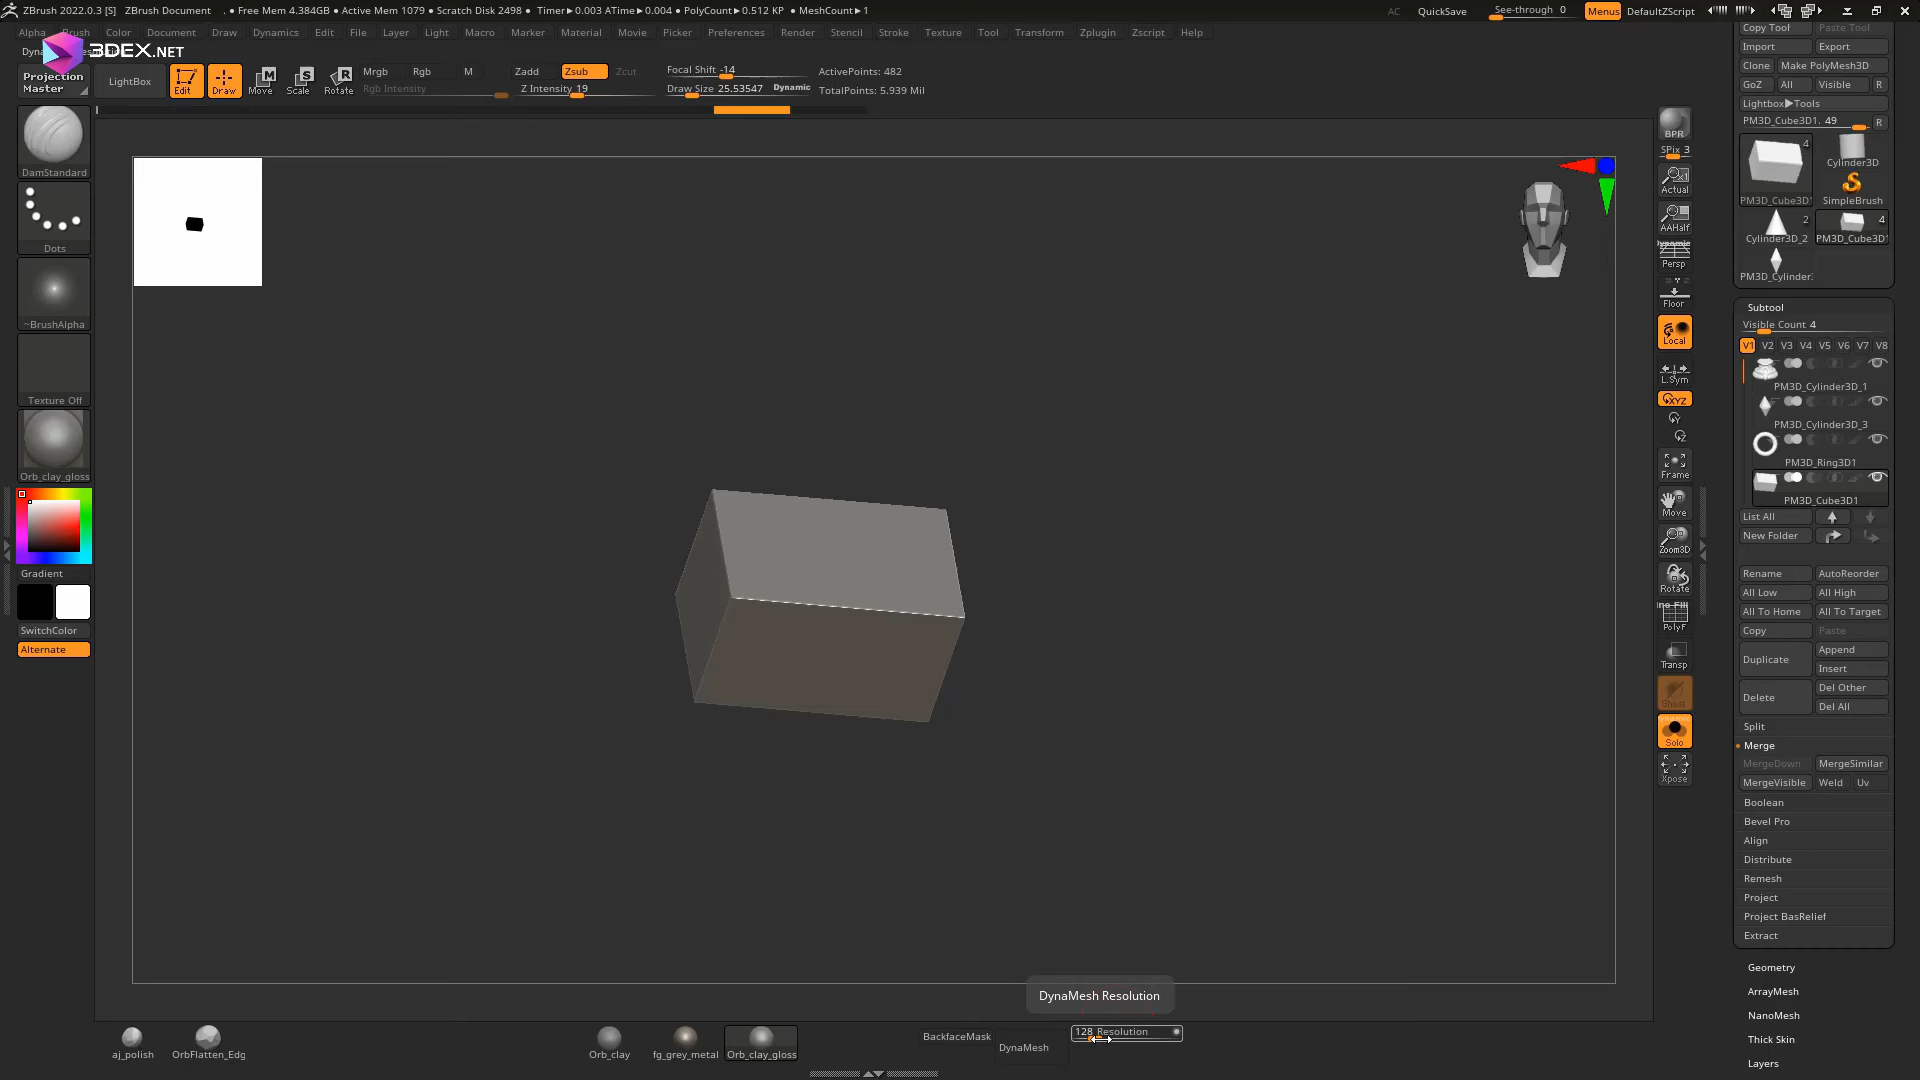 ZBrush 2022.0.3 [S] ZBrush Document . • Free Mem 4.384GB • Active Mem 1079 • Scratch Disk 2498 • Timer▶0.003 ATime▶0.004 • PolyCount▶0.512 KP • MeshCount▶1 AC QuickSave See-through 0 Menus DefaultZScript
Alpha Brush Color Document Draw Dynamics Edit File Layer Light Macro Marker Material Movie Picker Preferences Render Stencil Stroke Texture Tool Transform Zplugin Zscript Help
3DEX.NET
Projection Master
LightBox
Edit
Draw
Move
Scale
Rotate
Mrgb Rgb M
Rgb Intensity
Zadd Zsub Zcut
Z Intensity 19
Focal Shift -14
Draw Size 25.53547 Dynamic
ActivePoints: 482
TotalPoints: 5.939 Mil
DamStandard
Dots
~BrushAlpha
Texture Off
Orb_clay_gloss
Gradient
SwitchColor
Alternate
BPR
SPix 3
Actual
AAHalf
Dynamic
Persp
Floor
Local
L.Sym
XYZ
Y
Z
Frame
Move
Zoom3D
Rotate
PolyF
Transp
Ghost
Dynamic
Solo
Xpose
Copy Tool Paste Tool
Import Export
Clone Make PolyMesh3D
GoZ All Visible R
Lightbox▶Tools
PM3D_Cube3D1. 49 R
4
Cylinder3D
PM3D_Cube3D1 SimpleBrush
2 4
Cylinder3D_2 PM3D_Cube3D1
PM3D_Cylinder3
Subtool
Visible Count 4
V1 V2 V3 V4 V5 V6 V7 V8
PM3D_Cylinder3D_1
PM3D_Cylinder3D_3
PM3D_Ring3D1
PM3D_Cube3D1
List All
New Folder
Rename AutoReorder
All Low All High
All To Home All To Target
Copy Paste
Duplicate Append
Insert
Delete Del Other
Del All
Split
Merge
MergeDown MergeSimilar
MergeVisible Weld Uv
Boolean
Bevel Pro
Align
Distribute
Remesh
Project
Project BasRelief
Extract
Geometry
ArrayMesh
NanoMesh
Thick Skin
Layers
DynaMesh Resolution
aj_polish
OrbFlatten_Edg
Orb_clay
fg_grey_metal
Orb_clay_gloss
BackfaceMask
DynaMesh
128 Resolution